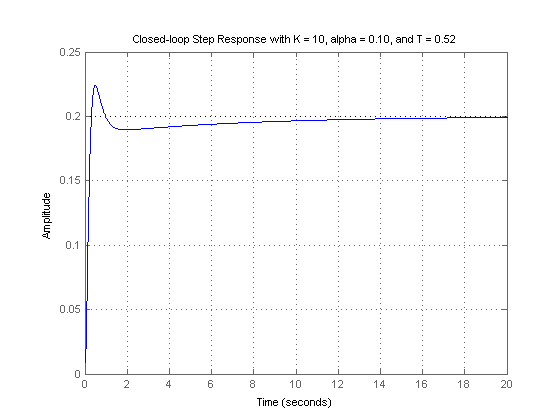 Closed-loop Step Response with K = 10, alpha = 0.10, and T = 0.52
0.25
0.2
0.15
0.1
0.05
0
Amplitude
0 2 4 6 8 10 12 14 16 18 20
Time (seconds)